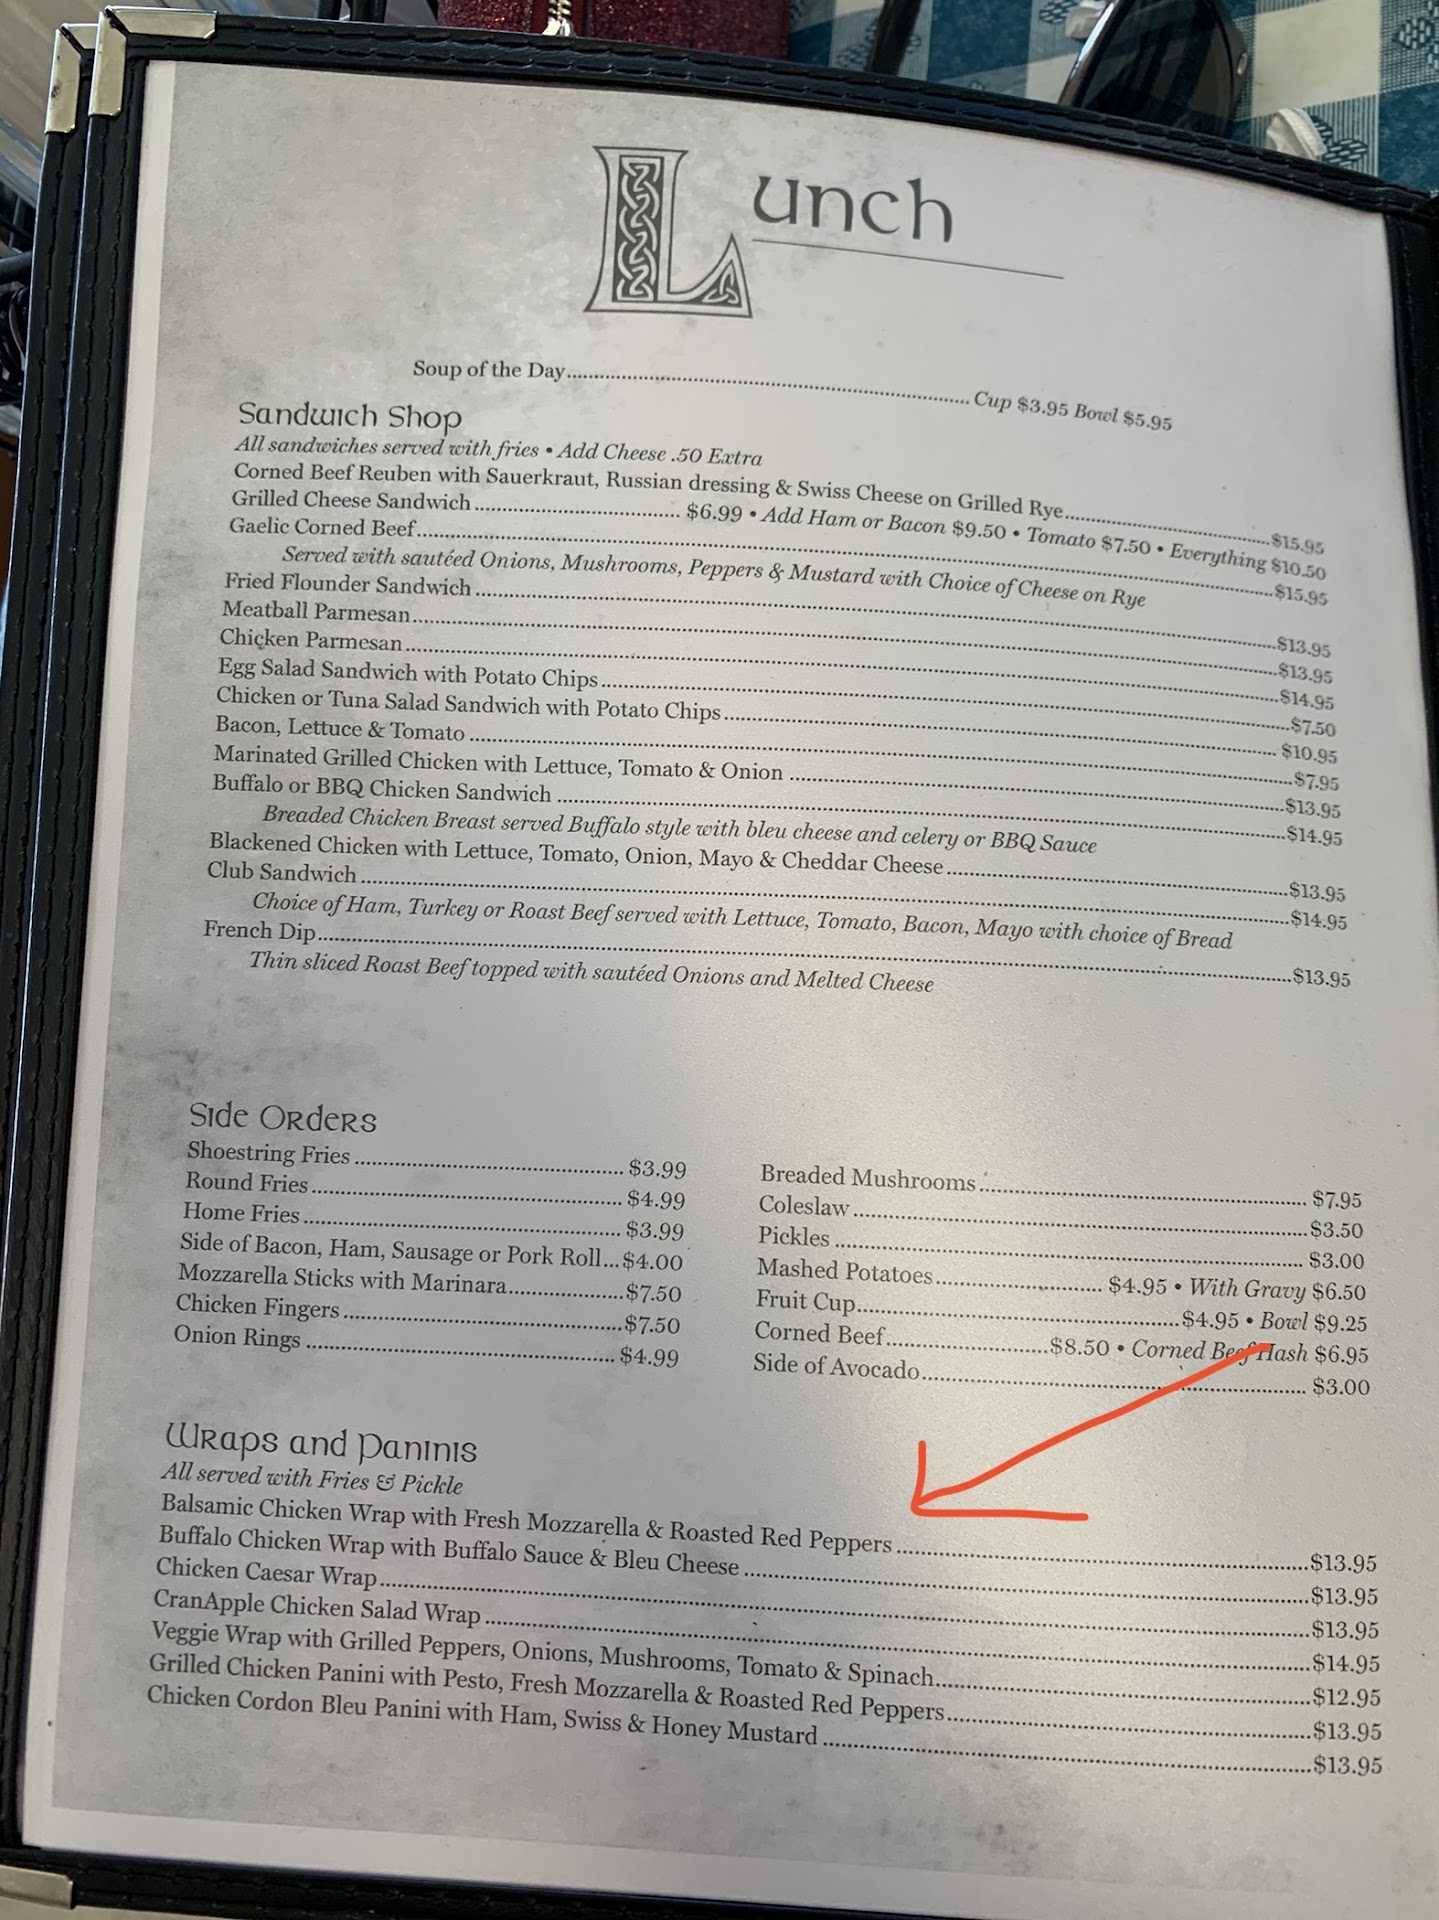 Lunch
Soup of the Day................Cup $3.95 Bowl $5.95
Sandwich Shop
All sandwiches served with fries • Add Cheese .50 Extra
Corned Beef Reuben with Sauerkraut, Russian dressing & Swiss Cheese on Grilled Rye................$15.95
Grilled Cheese Sandwich................$6.99 • Add Ham or Bacon $9.50 • Tomato $7.50 • Everything $10.50
Gaelic Corned Beef................$15.95
Served with sautéed Onions, Mushrooms, Peppers & Mustard with Choice of Cheese on Rye
Fried Flounder Sandwich................$13.95
Meatball Parmesan................$13.95
Chicken Parmesan................$14.95
Egg Salad Sandwich with Potato Chips................$7.50
Chicken or Tuna Salad Sandwich with Potato Chips................$10.95
Bacon, Lettuce & Tomato................$7.95
Marinated Grilled Chicken with Lettuce, Tomato & Onion................$13.95
Buffalo or BBQ Chicken Sandwich................$14.95
Breaded Chicken Breast served Buffalo style with bleu cheese and celery or BBQ Sauce
Blackened Chicken with Lettuce, Tomato, Onion, Mayo & Cheddar Cheese................$13.95
Club Sandwich................$14.95
Choice of Ham, Turkey or Roast Beef served with Lettuce, Tomato, Bacon, Mayo with choice of Bread
French Dip................$13.95
Thin sliced Roast Beef topped with sautéed Onions and Melted Cheese
Side Orders
Shoestring Fries................$3.99
Round Fries................$4.99
Home Fries................$3.99
Side of Bacon, Ham, Sausage or Pork Roll...$4.00
Mozzarella Sticks with Marinara................$7.50
Chicken Fingers................$7.50
Onion Rings................$4.99
Breaded Mushrooms................$7.95
Coleslaw................$3.50
Pickles................$3.00
Mashed Potatoes................$4.95 • With Gravy $6.50
Fruit Cup................$4.95 • Bowl $9.25
Corned Beef................$8.50 • Corned Beef Hash $6.95
Side of Avocado................$3.00
Wraps and Paninis
All served with Fries & Pickle
Balsamic Chicken Wrap with Fresh Mozzarella & Roasted Red Peppers................$13.95
Buffalo Chicken Wrap with Buffalo Sauce & Bleu Cheese................$13.95
Chicken Caesar Wrap................$13.95
CranApple Chicken Salad Wrap................$14.95
Veggie Wrap with Grilled Peppers, Onions, Mushrooms, Tomato & Spinach................$12.95
Grilled Chicken Panini with Pesto, Fresh Mozzarella & Roasted Red Peppers................$13.95
Chicken Cordon Bleu Panini with Ham, Swiss & Honey Mustard................$13.95